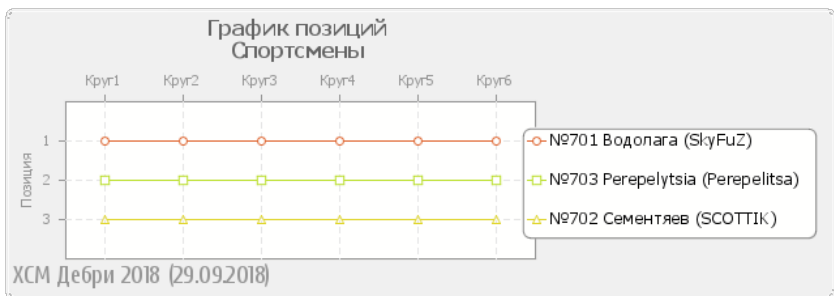 График позиций
Спортсмены
Круг1 Круг2 Круг3 Круг4 Круг5 Круг6
Позиция
1
2
3
№701 Водолага (SkyFuZ)
№703 Perepelytsia (Perepelitsa)
№702 Сементяев (SCOTTIK)
ХСМ Дебри 2018 (29.09.2018)